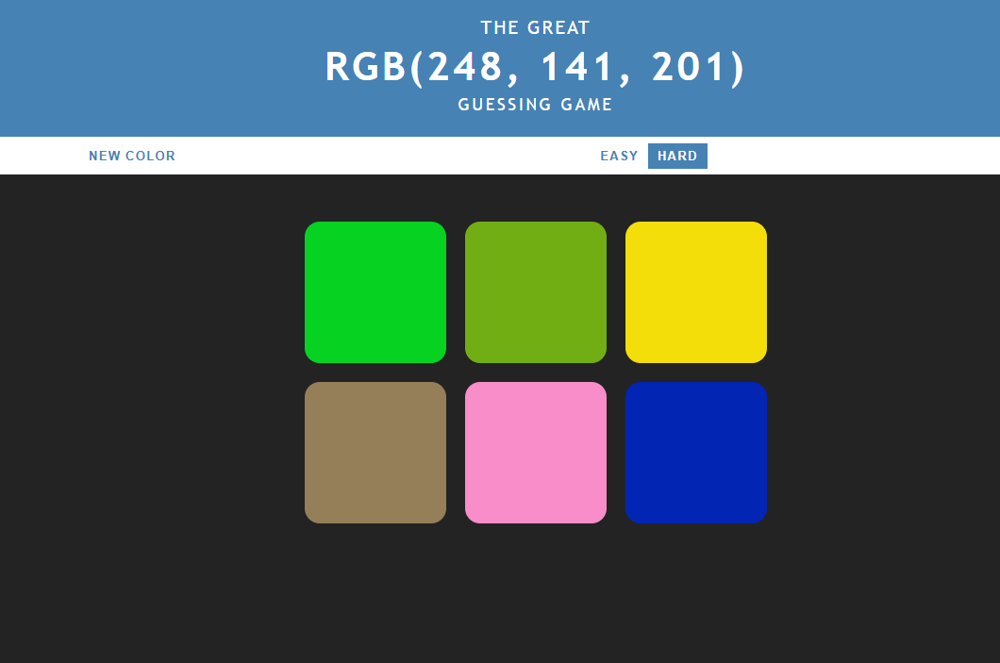 THE GREAT
RGB(248, 141, 201)
GUESSING GAME
NEW COLOR EASY HARD